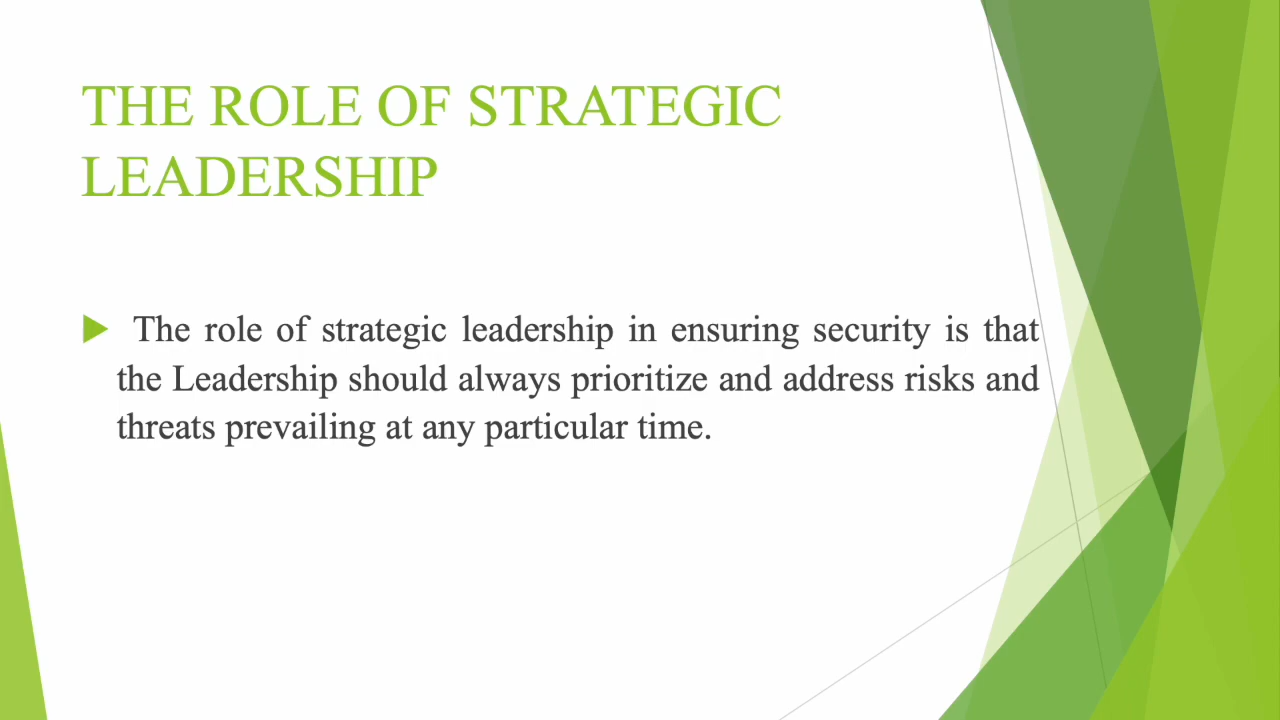 THE ROLE OF STRATEGIC
LEADERSHIP
The role of strategic leadership in ensuring security is that
the Leadership should always prioritize and address risks and
threats prevailing at any particular time.